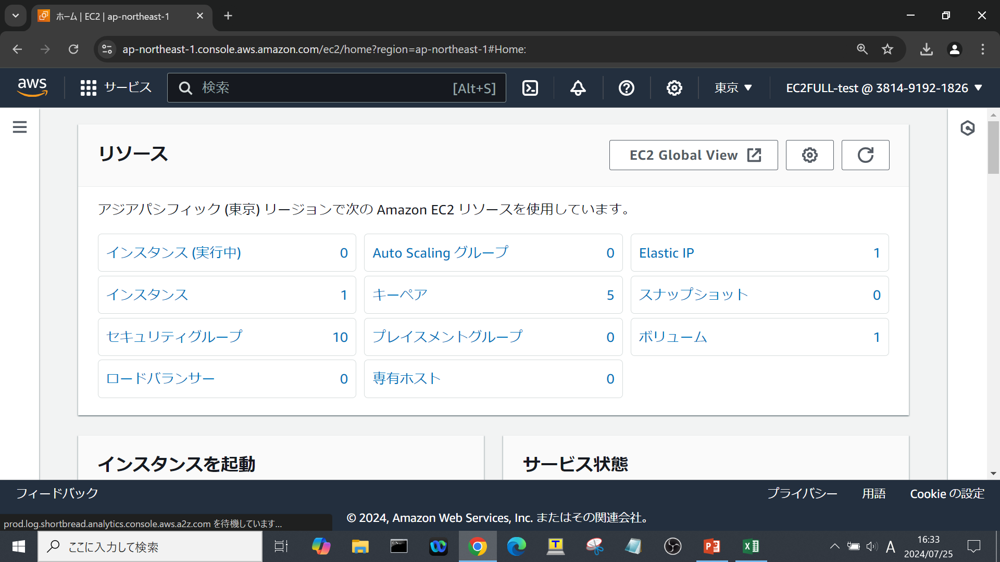 ホーム | EC2 | ap-northeast-1
ap-northeast-1.console.aws.amazon.com/ec2/home?region=ap-northeast-1#Home:
aws サービス 検索 [Alt+S] 東京 EC2FULL-test @ 3814-9192-1826
リソース
EC2 Global View
アジアパシフィック (東京) リージョンで次の Amazon EC2 リソースを使用しています。
インスタンス (実行中) 0 Auto Scaling グループ 0 Elastic IP 1
インスタンス 1 キーペア 5 スナップショット 0
セキュリティグループ 10 プレイスメントグループ 0 ボリューム 1
ロードバランサー 0 専有ホスト 0
インスタンスを起動 サービス状態
フィードバック プライバシー 用語 Cookie の設定
© 2024, Amazon Web Services, Inc. またはその関連会社。
prod.log.shortbread.analytics.console.aws.a2z.com を待機しています...
ここに入力して検索
A 16:33
2024/07/25